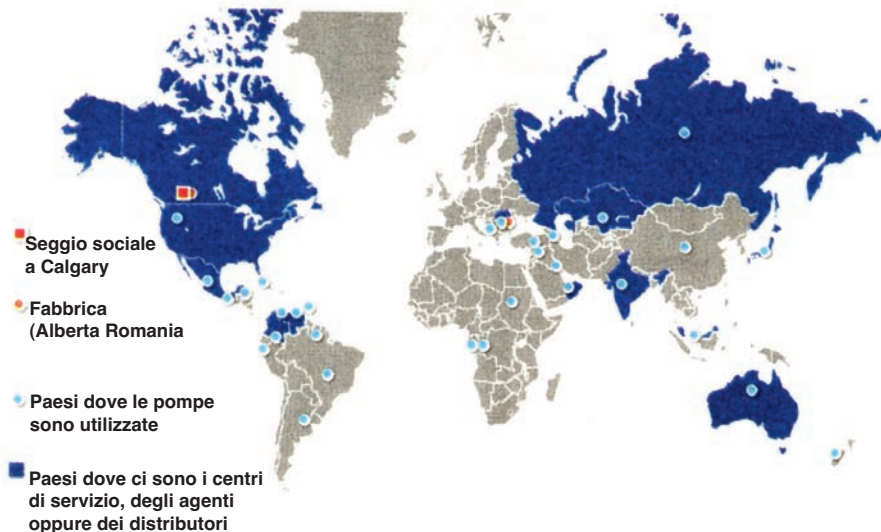 Seggio sociale
a Calgary
Fabbrica
(Alberta Romania
Paesi dove le pompe
sono utilizzate
Paesi dove ci sono i centri
di servizio, degli agenti
oppure dei distributori